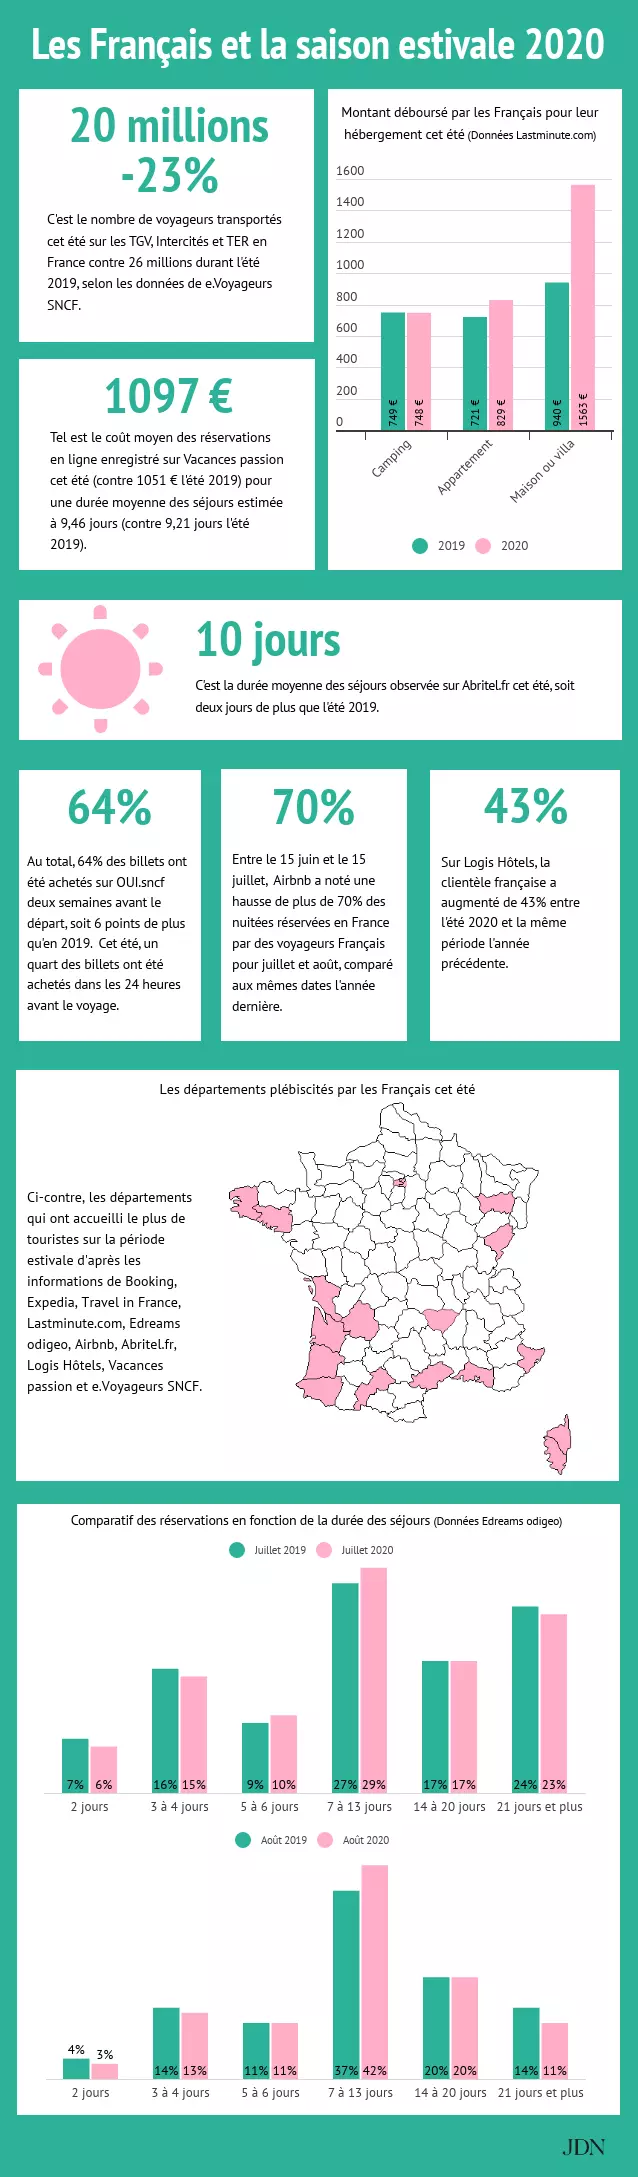 Les Français et la saison estivale 2020
20 millions
-23%
C'est le nombre de voyageurs transportés
cet été sur les TGV, Intercités et TER en
France contre 26 millions durant l'été
2019, selon les données de e.Voyageurs
SNCF.
1097 €
Tel est le coût moyen des réservations
en ligne enregistré sur Vacances passion
cet été (contre 1051 € l'été 2019) pour
une durée moyenne des séjours estimée
à 9,46 jours (contre 9,21 jours l'été
2019).
Montant déboursé par les Français pour leur
hébergement cet été (Données Lastminute.com)
1600
1400
1200
1000
800
600
400
200
0
749 €
748 €
721 €
829 €
940 €
1563 €
Camping
Appartement
Maison ou villa
2019 2020
10 jours
C'est la durée moyenne des séjours observée sur Abritel.fr cet été, soit
deux jours de plus que l'été 2019.
64%
Au total, 64% des billets ont
été achetés sur OUI.sncf
deux semaines avant le
départ, soit 6 points de plus
qu'en 2019. Cet été, un
quart des billets ont été
achetés dans les 24 heures
avant le voyage.
70%
Entre le 15 juin et le 15
juillet, Airbnb a noté une
hausse de plus de 70% des
nuitées réservées en France
par des voyageurs Français
pour juillet et août, comparé
aux mêmes dates l'année
dernière.
43%
Sur Logis Hôtels, la
clientèle française a
augmenté de 43% entre
l'été 2020 et la même
période l'année
précédente.
Les départements plébiscités par les Français cet été
Ci-contre, les départements
qui ont accueilli le plus de
touristes sur la période
estivale d'après les
informations de Booking,
Expedia, Travel in France,
Lastminute.com, Edreams
odigeo, Airbnb, Abritel.fr,
Logis Hôtels, Vacances
passion et e.Voyageurs SNCF.
Comparatif des réservations en fonction de la durée des séjours (Données Edreams odigeo)
Juillet 2019 Juillet 2020
7% 6% 16% 15% 9% 10% 27% 29% 17% 17% 24% 23%
2 jours 3 à 4 jours 5 à 6 jours 7 à 13 jours 14 à 20 jours 21 jours et plus
Août 2019 Août 2020
4% 3% 14% 13% 11% 11% 37% 42% 20% 20% 14% 11%
2 jours 3 à 4 jours 5 à 6 jours 7 à 13 jours 14 à 20 jours 21 jours et plus
JDN